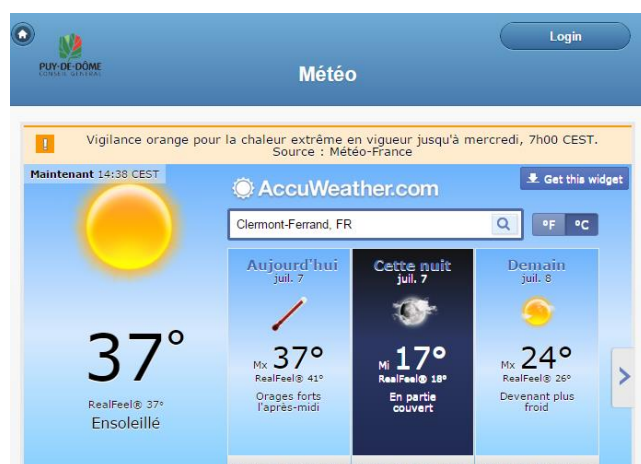 Login
PUY-DE-DÔME
CONSEIL GENERAL
Météo
Vigilance orange pour la chaleur extrême en vigueur jusqu'à mercredi, 7h00 CEST.
Source : Météo-France
Maintenant 14:38 CEST
AccuWeather.com
Get this widget
Clermont-Ferrand, FR
°F °C
37°
RealFeel® 37°
Ensoleillé
Aujourd'hui
juil. 7
Mx 37°
RealFeel® 41°
Orages forts
l'après-midi
Cette nuit
juil. 7
Mi 17°
RealFeel® 18°
En partie
couvert
Demain
juil. 8
Mx 24°
RealFeel® 26°
Devenant plus
froid